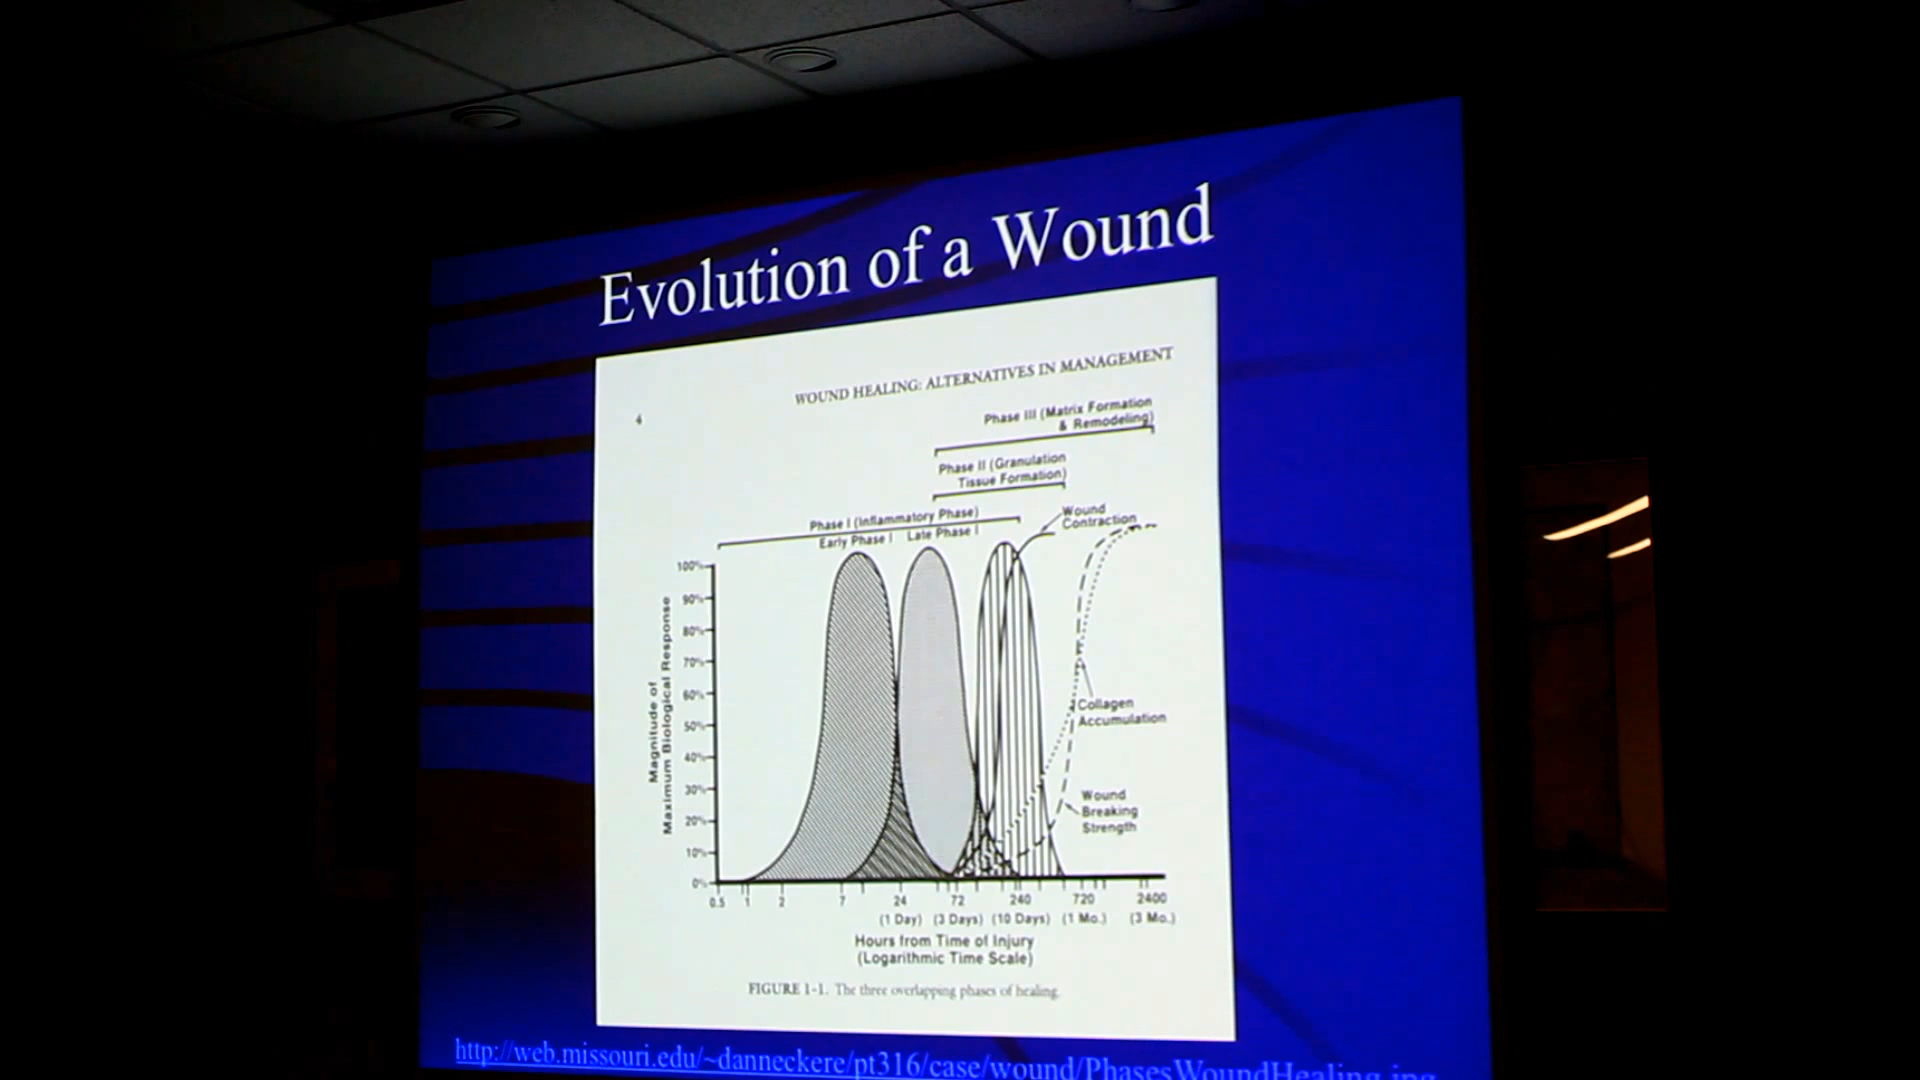 Evolution of a Wound
WOUND HEALING: ALTERNATIVES IN MANAGEMENT
4
Phase III (Matrix Formation
& Remodeling)
Phase II (Granulation
Tissue Formation)
Phase I (Inflammatory Phase)
Early Phase I Late Phase I
Wound
Contraction
100%
90%
80%
70%
60%
50%
40%
30%
20%
10%
0%
Magnitude of
Maximum Biological Response
Collagen
Accumulation
Wound
Breaking
Strength
0.5 1 2 7 24 72 240 720 2400
(1 Day) (3 Days) (10 Days) (1 Mo.) (3 Mo.)
Hours from Time of Injury
(Logarithmic Time Scale)
FIGURE 1-1. The three overlapping phases of healing.
http://web.missouri.edu/~danneckere/pt316/case/wound/PhasesWoundHealing.jpg